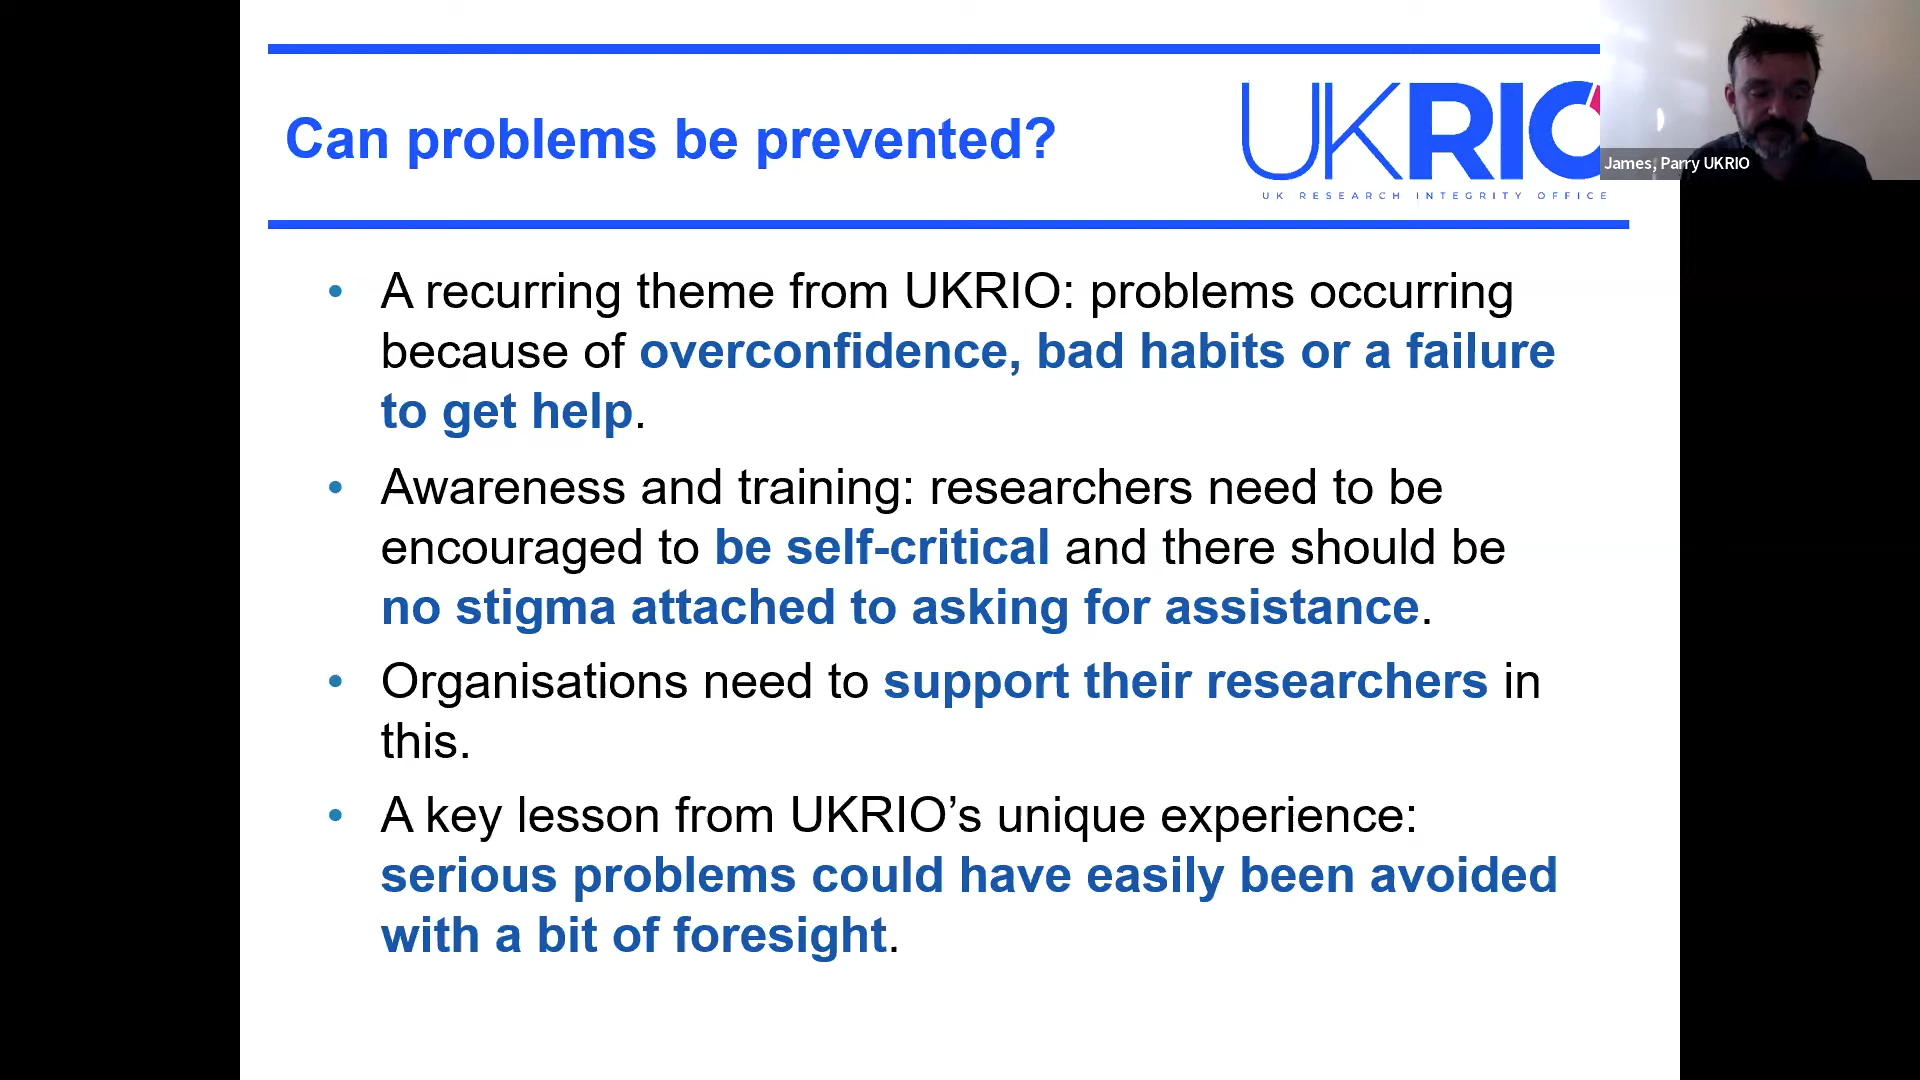 Can problems be prevented?
UKRIO
UK RESEARCH INTEGRITY OFFICE
James, Parry UKRIO
• A recurring theme from UKRIO: problems occurring
because of overconfidence, bad habits or a failure
to get help.
• Awareness and training: researchers need to be
encouraged to be self-critical and there should be
no stigma attached to asking for assistance.
• Organisations need to support their researchers in
this.
• A key lesson from UKRIO’s unique experience:
serious problems could have easily been avoided
with a bit of foresight.